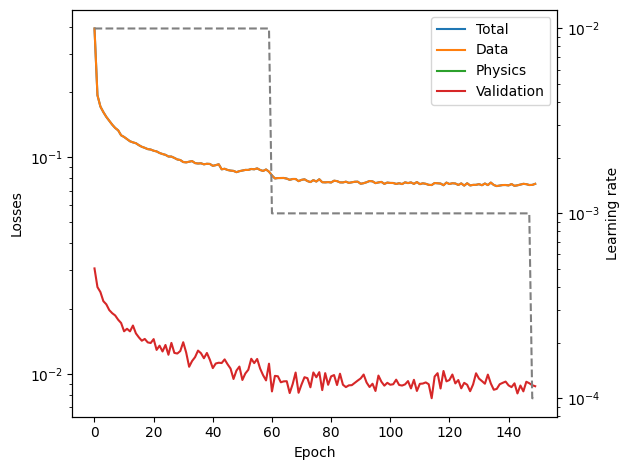 Total
Data
Physics
Validation
Losses
10⁻¹
10⁻²
Learning rate
10⁻²
10⁻³
10⁻⁴
0 20 40 60 80 100 120 140
Epoch